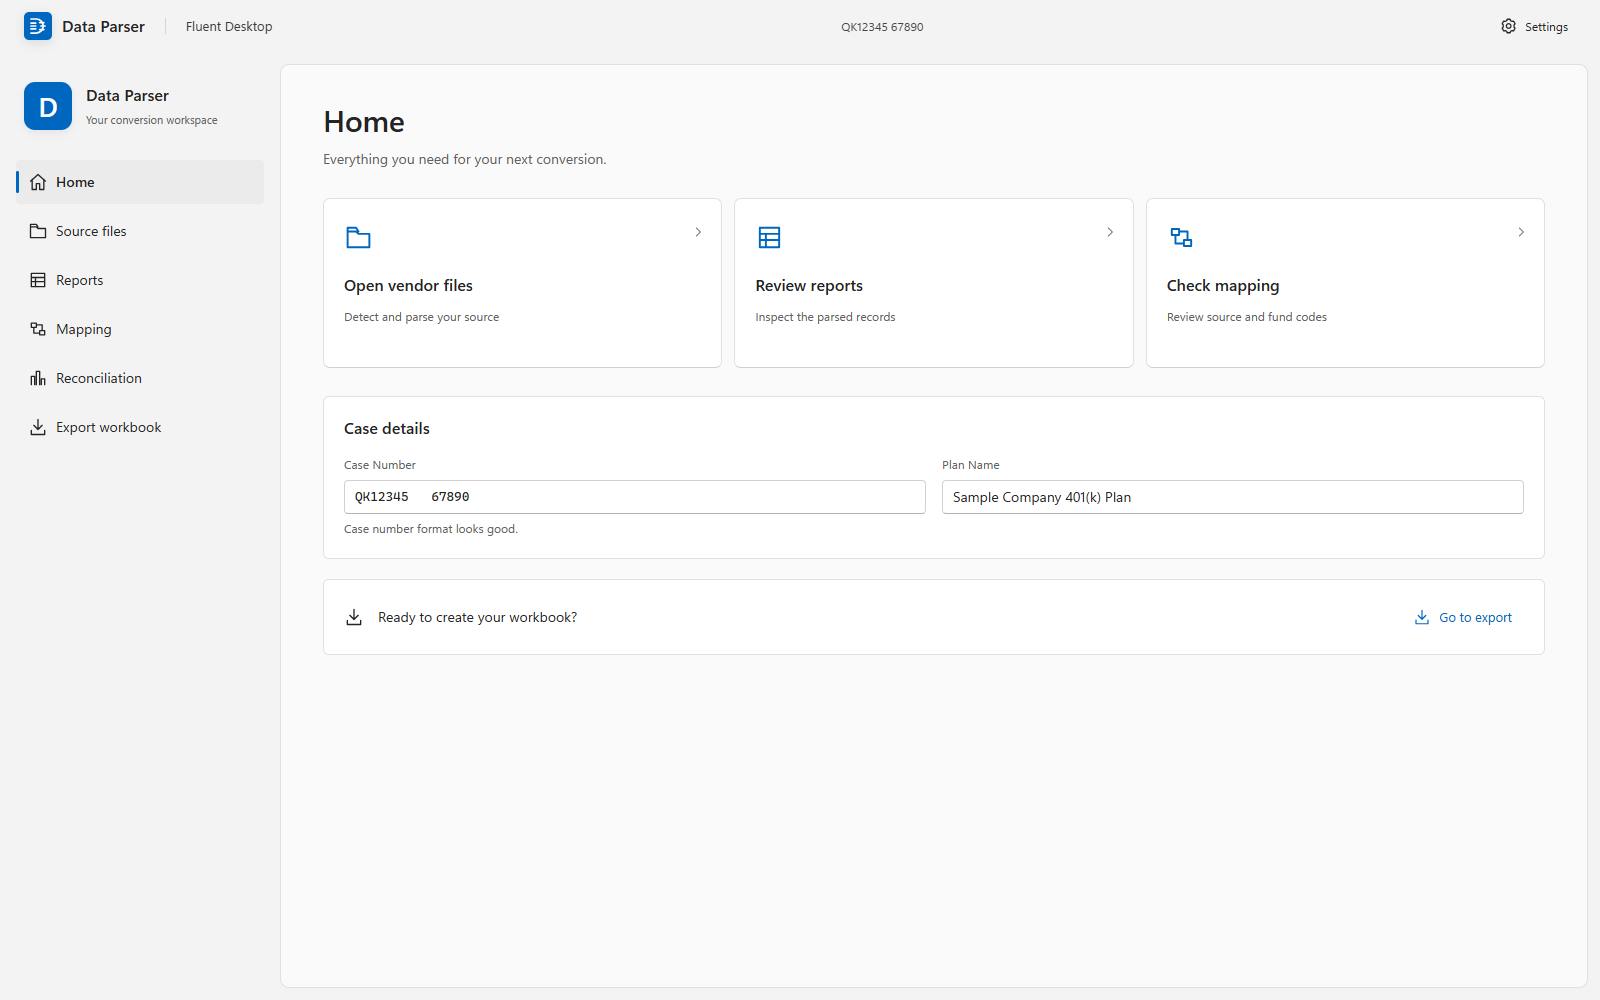 Data Parser
Fluent Desktop
QK12345 67890
Settings
D
Data Parser
Your conversion workspace
Home
Source files
Reports
Mapping
Reconciliation
Export workbook
Home
Everything you need for your next conversion.
Open vendor files
Detect and parse your source
Review reports
Inspect the parsed records
Check mapping
Review source and fund codes
Case details
Case Number
QK12345   67890
Case number format looks good.
Plan Name
Sample Company 401(k) Plan
Ready to create your workbook?
Go to export